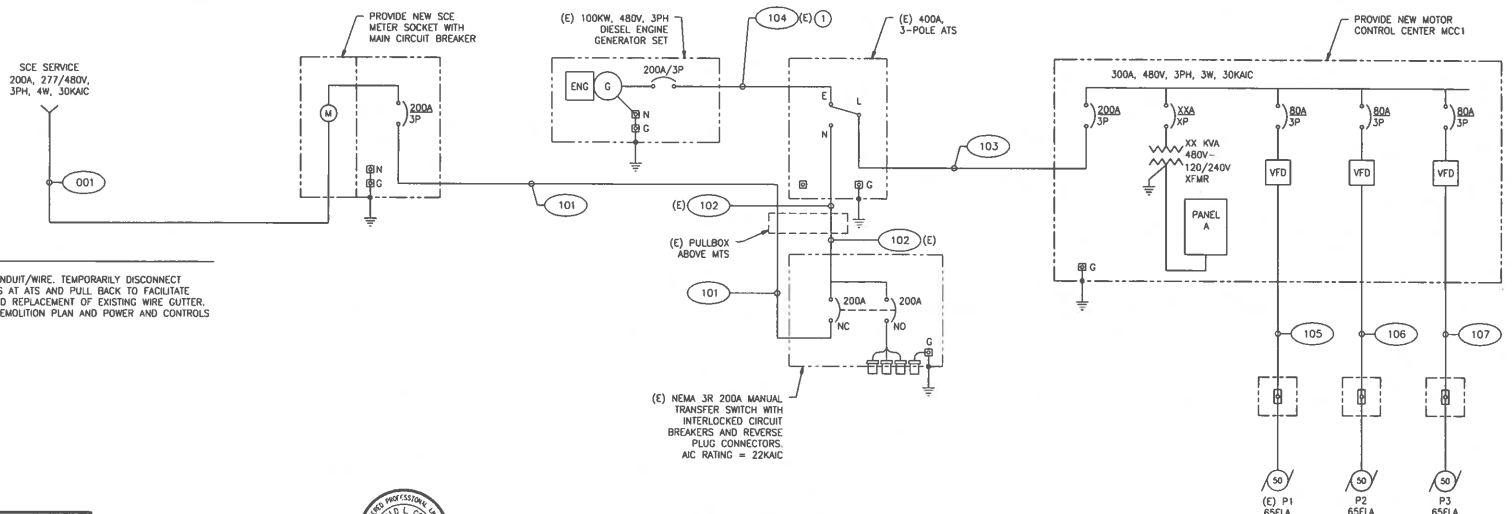 PROVIDE NEW SCE
METER SOCKET WITH
MAIN CIRCUIT BREAKER
SCE SERVICE
200A, 277/480V,
3PH, 4W, 30KAIC
001
M
200A
3P
N
G
101
(E) 100KW, 480V, 3PH
DIESEL ENGINE
GENERATOR SET
ENG
G
200A/3P
N
G
104
(E)
1
(E) 400A,
3-POLE ATS
E
L
N
G
103
(E)
102
(E) PULLBOX
ABOVE MTS
102
(E)
101
200A
NC
200A
NO
G
(E) NEMA 3R 200A MANUAL
TRANSFER SWITCH WITH
INTERLOCKED CIRCUIT
BREAKERS AND REVERSE
PLUG CONNECTORS.
AIC RATING = 22KAIC
PROVIDE NEW MOTOR
CONTROL CENTER MCC1
300A, 480V, 3PH, 3W, 30KAIC
200A
3P
XXA
XP
80A
3P
80A
3P
80A
3P
XX KVA
480V-
120/240V
XFMR
PANEL
A
VFD
VFD
VFD
G
105
106
107
50
50
50
(E) P1
65FLA
P2
65FLA
P3
65FLA
NDUIT/WIRE. TEMPORARILY DISCONNECT
S AT ATS AND PULL BACK TO FACILITATE
D REPLACEMENT OF EXISTING WIRE GUTTER.
EMOLITION PLAN AND POWER AND CONTROLS